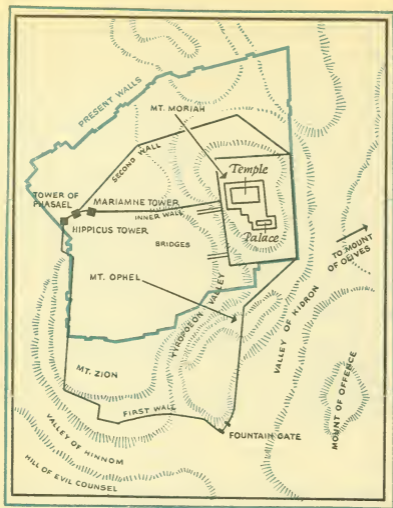 PRESENT WALLS
MT. MORIAH
SECOND WALL
Temple
TOWER OF
PHASAEL
MARIAMNE TOWER
INNER WALL
HIPPICUS TOWER
Palace
BRIDGES
TO MOUNT
OF OLIVES
MT. OPHEL
TYROPOEON VALLEY
VALLEY OF KIDRON
MT. ZION
MOUNT OF OFFENCE
FIRST WALL
VALLEY OF HINNOM
FOUNTAIN GATE
HILL OF EVIL COUNSEL